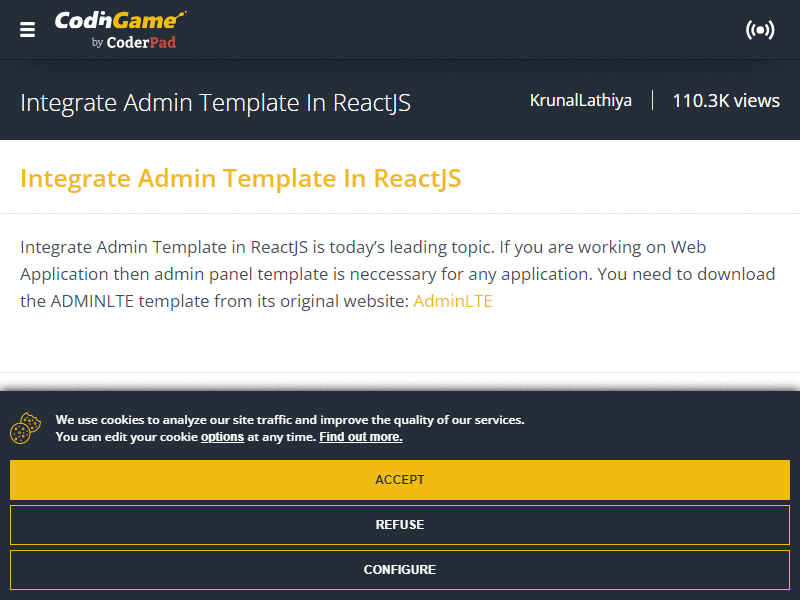 CodinGame
by CoderPad
Integrate Admin Template In ReactJS
KrunalLathiya
110.3K views
Integrate Admin Template In ReactJS
Integrate Admin Template in ReactJS is today’s leading topic. If you are working on Web
Application then admin panel template is neccessary for any application. You need to download
the ADMINLTE template from its original website: AdminLTE
We use cookies to analyze our site traffic and improve the quality of our services.
You can edit your cookie options at any time. Find out more.
ACCEPT
REFUSE
CONFIGURE